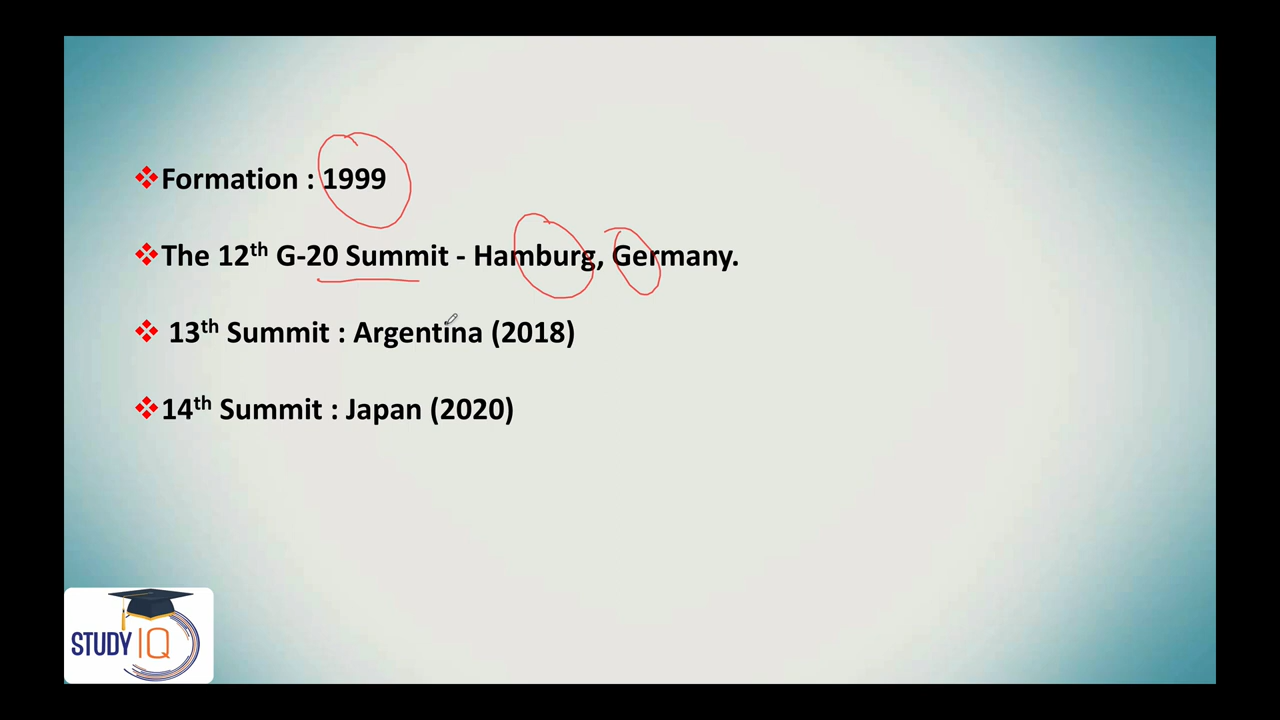 Formation : 1999
The 12th G-20 Summit - Hamburg, Germany.
13th Summit : Argentina (2018)
14th Summit : Japan (2020)
STUDY IQ